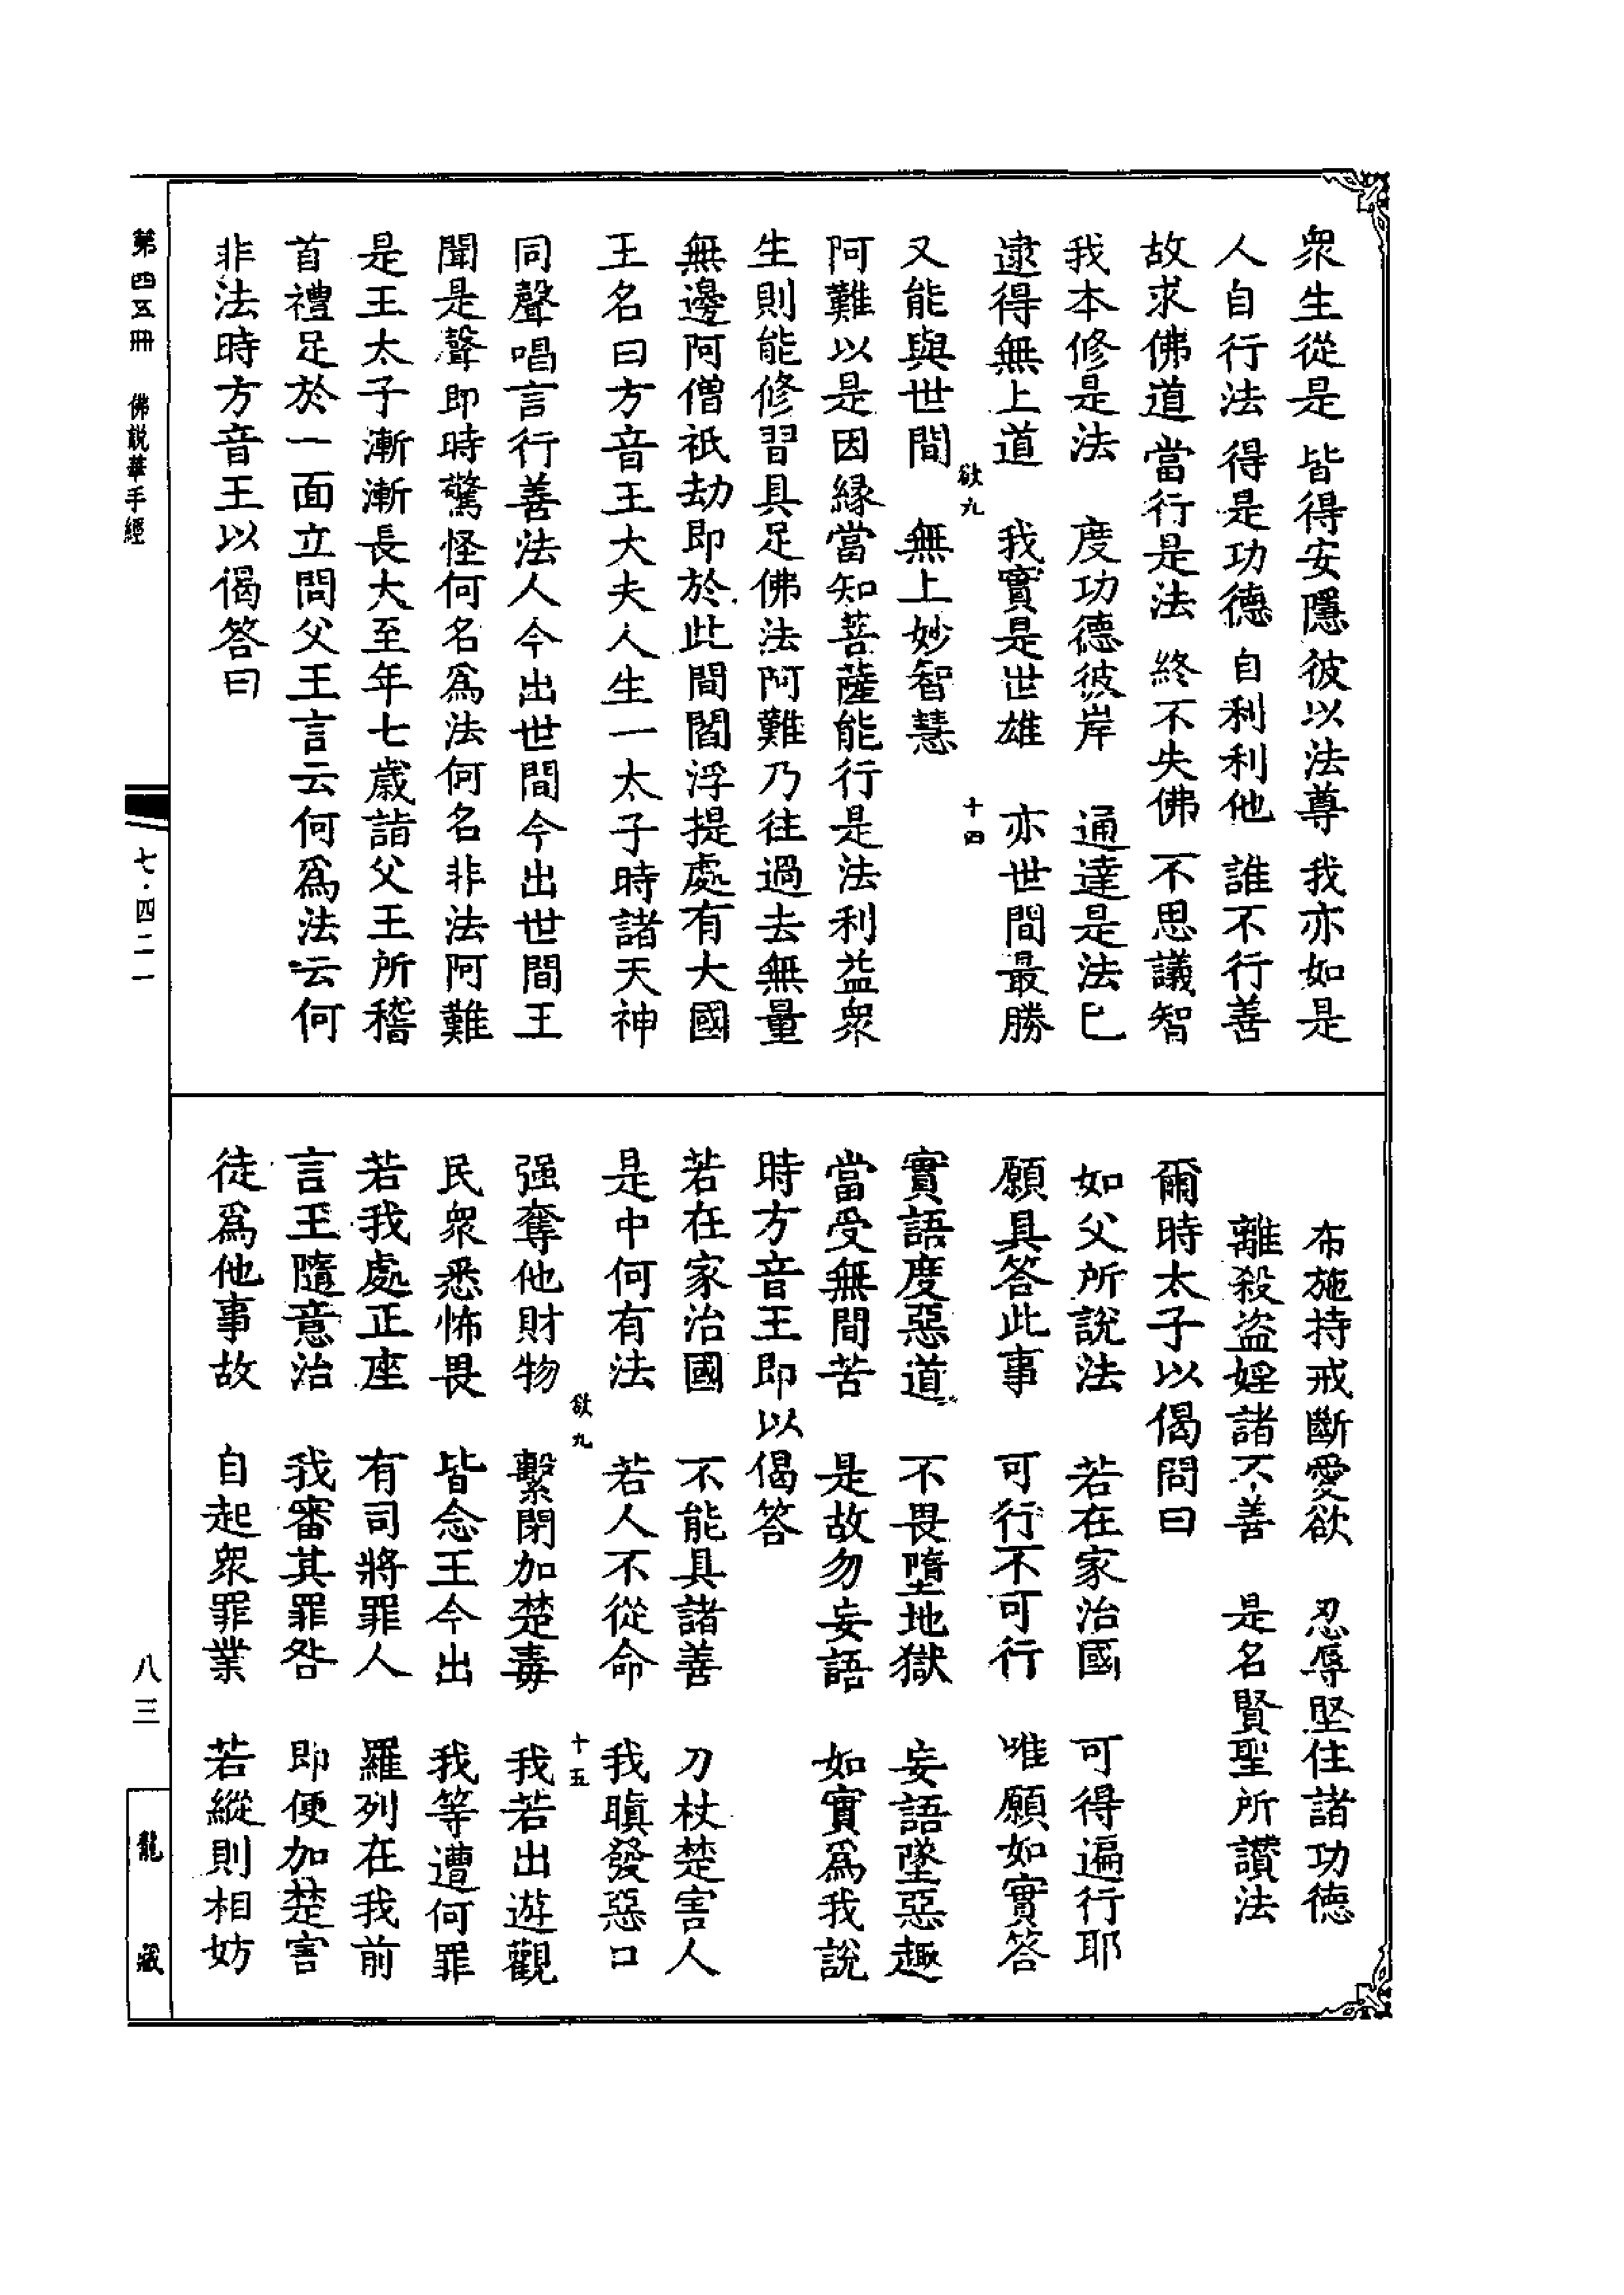 衆生從是　皆得安隱　彼以法尊　我亦如是
人自行法　得是功德　自利利他　誰不行善
故求佛道　當行是法　終不失佛　不思議智
我本修是法　度功德彼岸　通達是法已
逮得無上道　我實是世雄　亦世間最勝
欲九　十四
又能與世間　無上妙智慧
阿難以是因緣當知菩薩能行是法利益衆
生則能修習具足佛法阿難乃往過去無量
無邊阿僧祇劫即於此間閻浮提處有大國
王名曰方音王大夫人生一太子時諸天神
同聲唱言行善法人今出世間今出世間王
聞是聲即時驚怪何名爲法何名非法阿難
是王太子漸漸長大至年七歲詣父王所稽
首禮足於一面立問父王言云何爲法云何
非法時方音王以偈答曰
布施持戒斷愛欲　忍辱堅住諸功德
離殺盜婬諸不善　是名賢聖所讚法
爾時太子以偈問曰
如父所說法　若在家治國　可得遍行耶
願具答此事　可行不可行　唯願如實答
實語度惡道　不畏墮地獄　妄語墜惡趣
當受無間苦　是故勿妄語　如實爲我說
時方音王即以偈答
若在家治國　不能具諸善　刀杖楚害人
是中何有法　若人不從命　我瞋發惡口
欲九　十五
强奪他財物　繫閉加楚毒　我若出遊觀
民衆悉怖畏　皆念王今出　我等遭何罪
若我處正座　有司將罪人　羅列在我前
言王隨意治　我審其罪咎　即便加楚害
徒爲他事故　自起衆罪業　若縱則相妨
第四五冊　佛說華手經　七·四二一　八三　龍藏